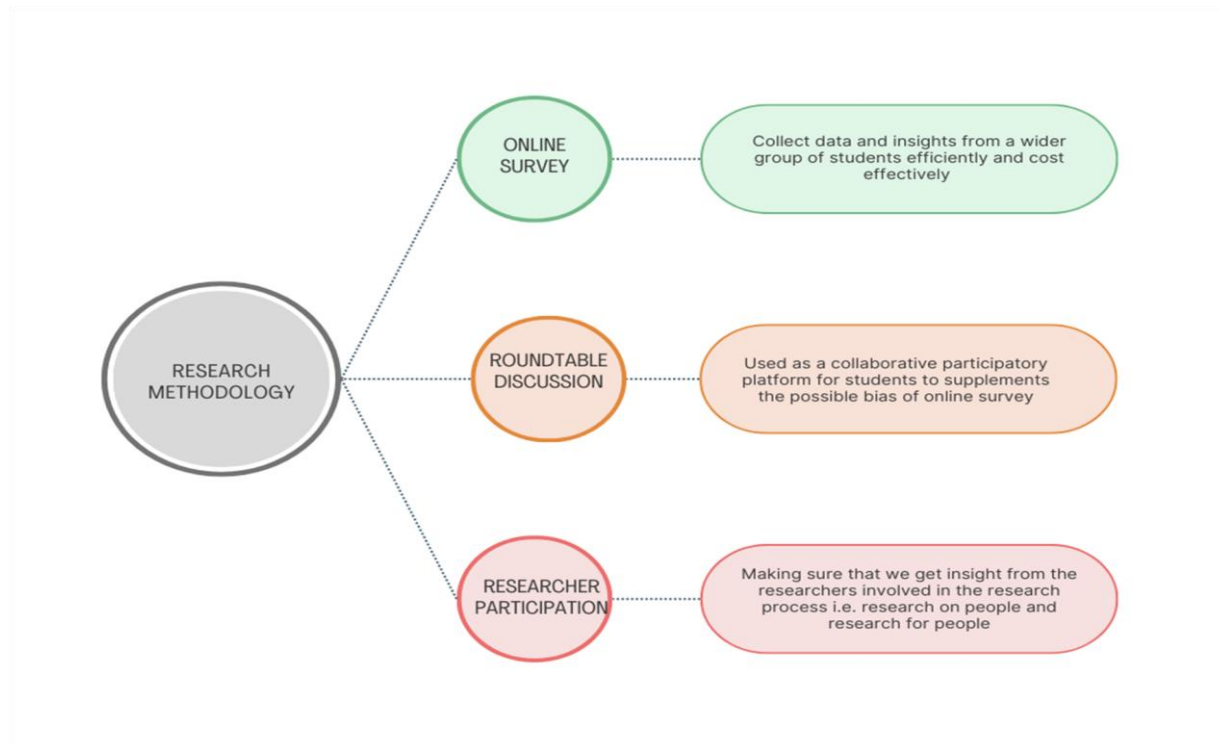 ONLINE
SURVEY
Collect data and insights from a wider
group of students efficiently and cost
effectively
RESEARCH
METHODOLOGY
ROUNDTABLE
DISCUSSION
Used as a collaborative participatory
platform for students to supplements
the possible bias of online survey
RESEARCHER
PARTICIPATION
Making sure that we get insight from the
researchers involved in the research
process i.e. research on people and
research for people